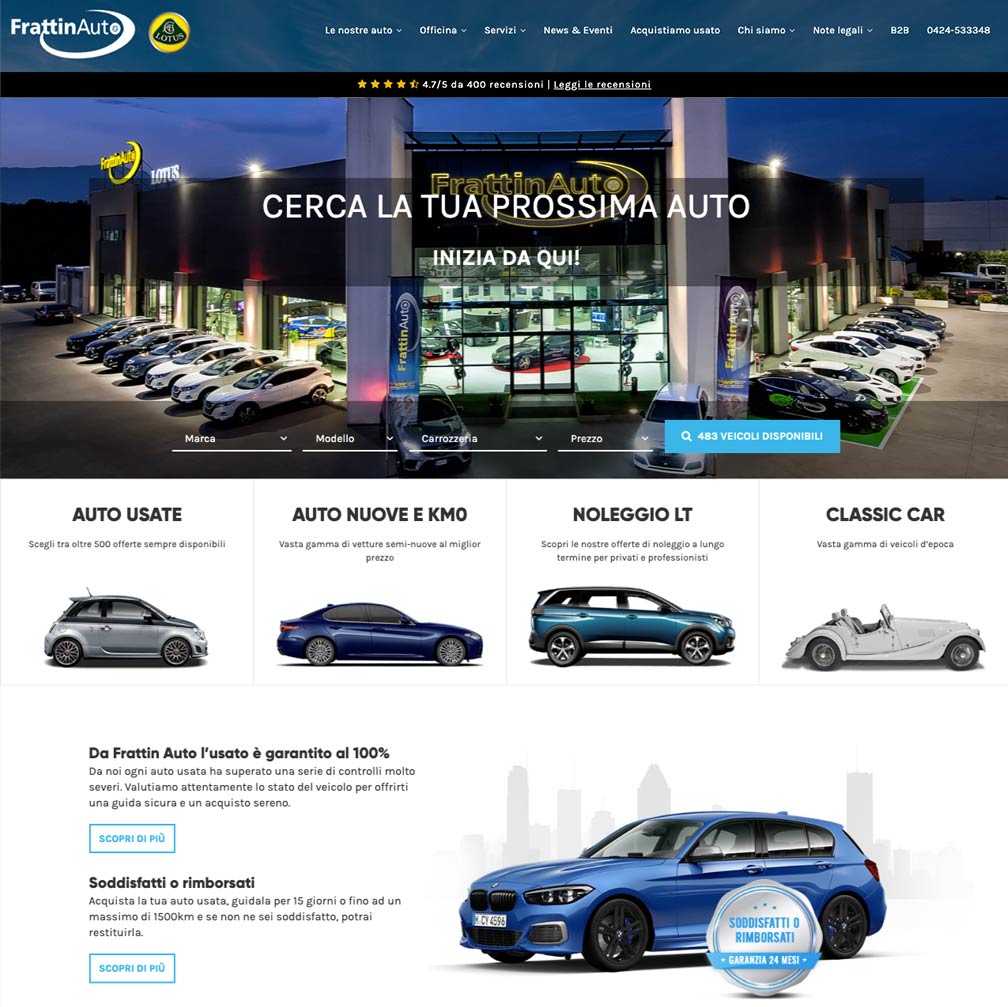 FrattinAuto
LOTUS
Le nostre auto
Officina
Servizi
News & Eventi
Acquistiamo usato
Chi siamo
Note legali
B2B
0424-533348
4.7/5 da 400 recensioni | Leggi le recensioni
FrattinAuto
LOTUS
FrattinAuto
CERCA LA TUA PROSSIMA AUTO
INIZIA DA QUI!
FrattinAuto
FrattinAuto
Marca
Modello
Carrozzeria
Prezzo
483 VEICOLI DISPONIBILI
AUTO USATE
Scegli tra oltre 500 offerte sempre disponibili
AUTO NUOVE E KM0
Vasta gamma di vetture semi-nuove al miglior
prezzo
NOLEGGIO LT
Scopri le nostre offerte di noleggio a lungo
termine per privati e professionisti
CLASSIC CAR
Vasta gamma di veicoli d'epoca
Da Frattin Auto l'usato è garantito al 100%
Da noi ogni auto usata ha superato una serie di controlli molto
severi. Valutiamo attentamente lo stato del veicolo per offrirti
una guida sicura e un acquisto sereno.
SCOPRI DI PIÙ
Soddisfatti o rimborsati
Acquista la tua auto usata, guidala per 15 giorni o fino ad un
massimo di 1500km e se non ne sei soddisfatto, potrai
restituirla.
SCOPRI DI PIÙ
CY 4596
SODDISFATTI O
RIMBORSATI
GARANZIA 24 MESI